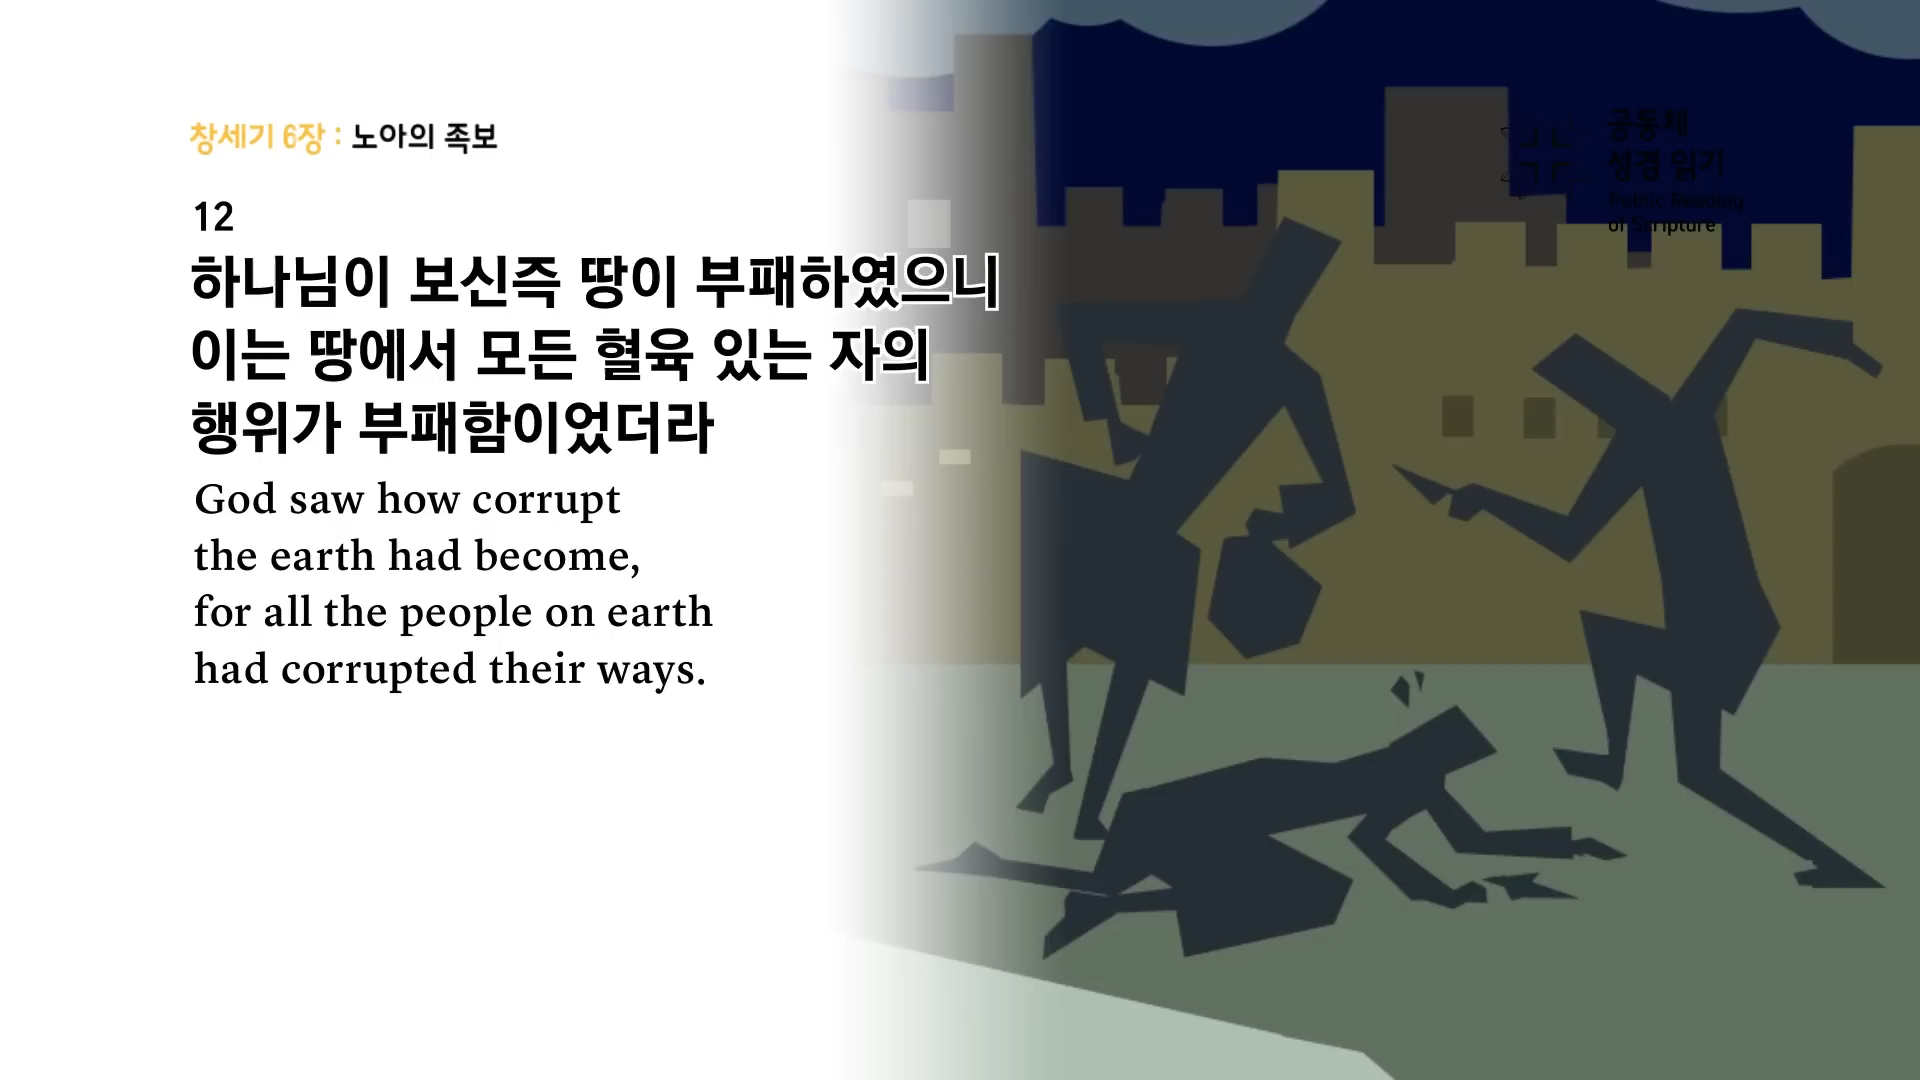 창세기 6장 : 노아의 족보
공동체
성경 읽기
Public Reading
of Scripture
12
하나님이 보신즉 땅이 부패하였으니
이는 땅에서 모든 혈육 있는 자의
행위가 부패함이었더라
God saw how corrupt
the earth had become,
for all the people on earth
had corrupted their ways.